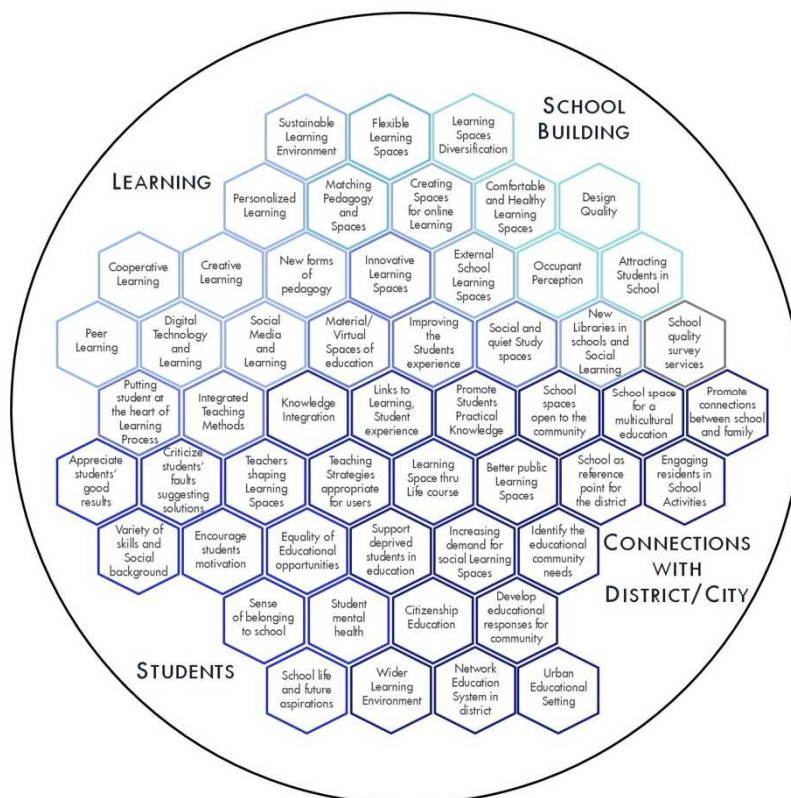 SCHOOL
BUILDING
LEARNING
Sustainable
Learning
Environment
Flexible
Learning
Spaces
Learning
Spaces
Diversification
Personalized
Learning
Matching
Pedagogy
and
Spaces
Creating
Spaces
for online
Learning
Comfortable
and Healthy
Learning
Spaces
Design
Quality
Cooperative
Learning
Creative
Learning
New forms
of
pedagogy
Innovative
Learning
Spaces
External
School
Learning
Spaces
Occupant
Perception
Attracting
Students in
School
Peer
Learning
Digital
Technology
and
Learning
Social
Media
and
Learning
Material/
Virtual
Spaces of
education
Improving
the
Students
experience
Social and
quiet Study
spaces
New
Libraries in
schools and
Social
Learning
School
quality
survey
services
Putting
student at
the heart of
Learning
Process
Integrated
Teaching
Methods
Knowledge
Integration
Links to
Learning,
Student
experience
Promote
Students
Practical
Knowledge
School
spaces
open to the
community
School space
for a
multicultural
education
Promote
connections
between school
and family
Appreciate
students'
good
results
Criticize
students'
faults
suggesting
solutions
Teachers
shaping
Learning
Spaces
Teaching
Strategies
appropriate
for users
Learning
Space thru
Life course
Better public
Learning
Spaces
School as
reference
point for
the district
Engaging
residents in
School
Activities
Variety of
skills and
Social
background
Encourage
students
motivation
Equality of
Educational
opportunities
Support
deprived
students in
education
Increasing
demand for
social Learning
Spaces
Identify the
educational
community
needs
CONNECTIONS
WITH
DISTRICT/CITY
Sense
of belonging
to school
Student
mental
health
Citizenship
Education
Develop
educational
responses for
community
STUDENTS
School life
and future
aspirations
Wider
Learning
Environment
Network
Education
System in
district
Urban
Educational
Setting